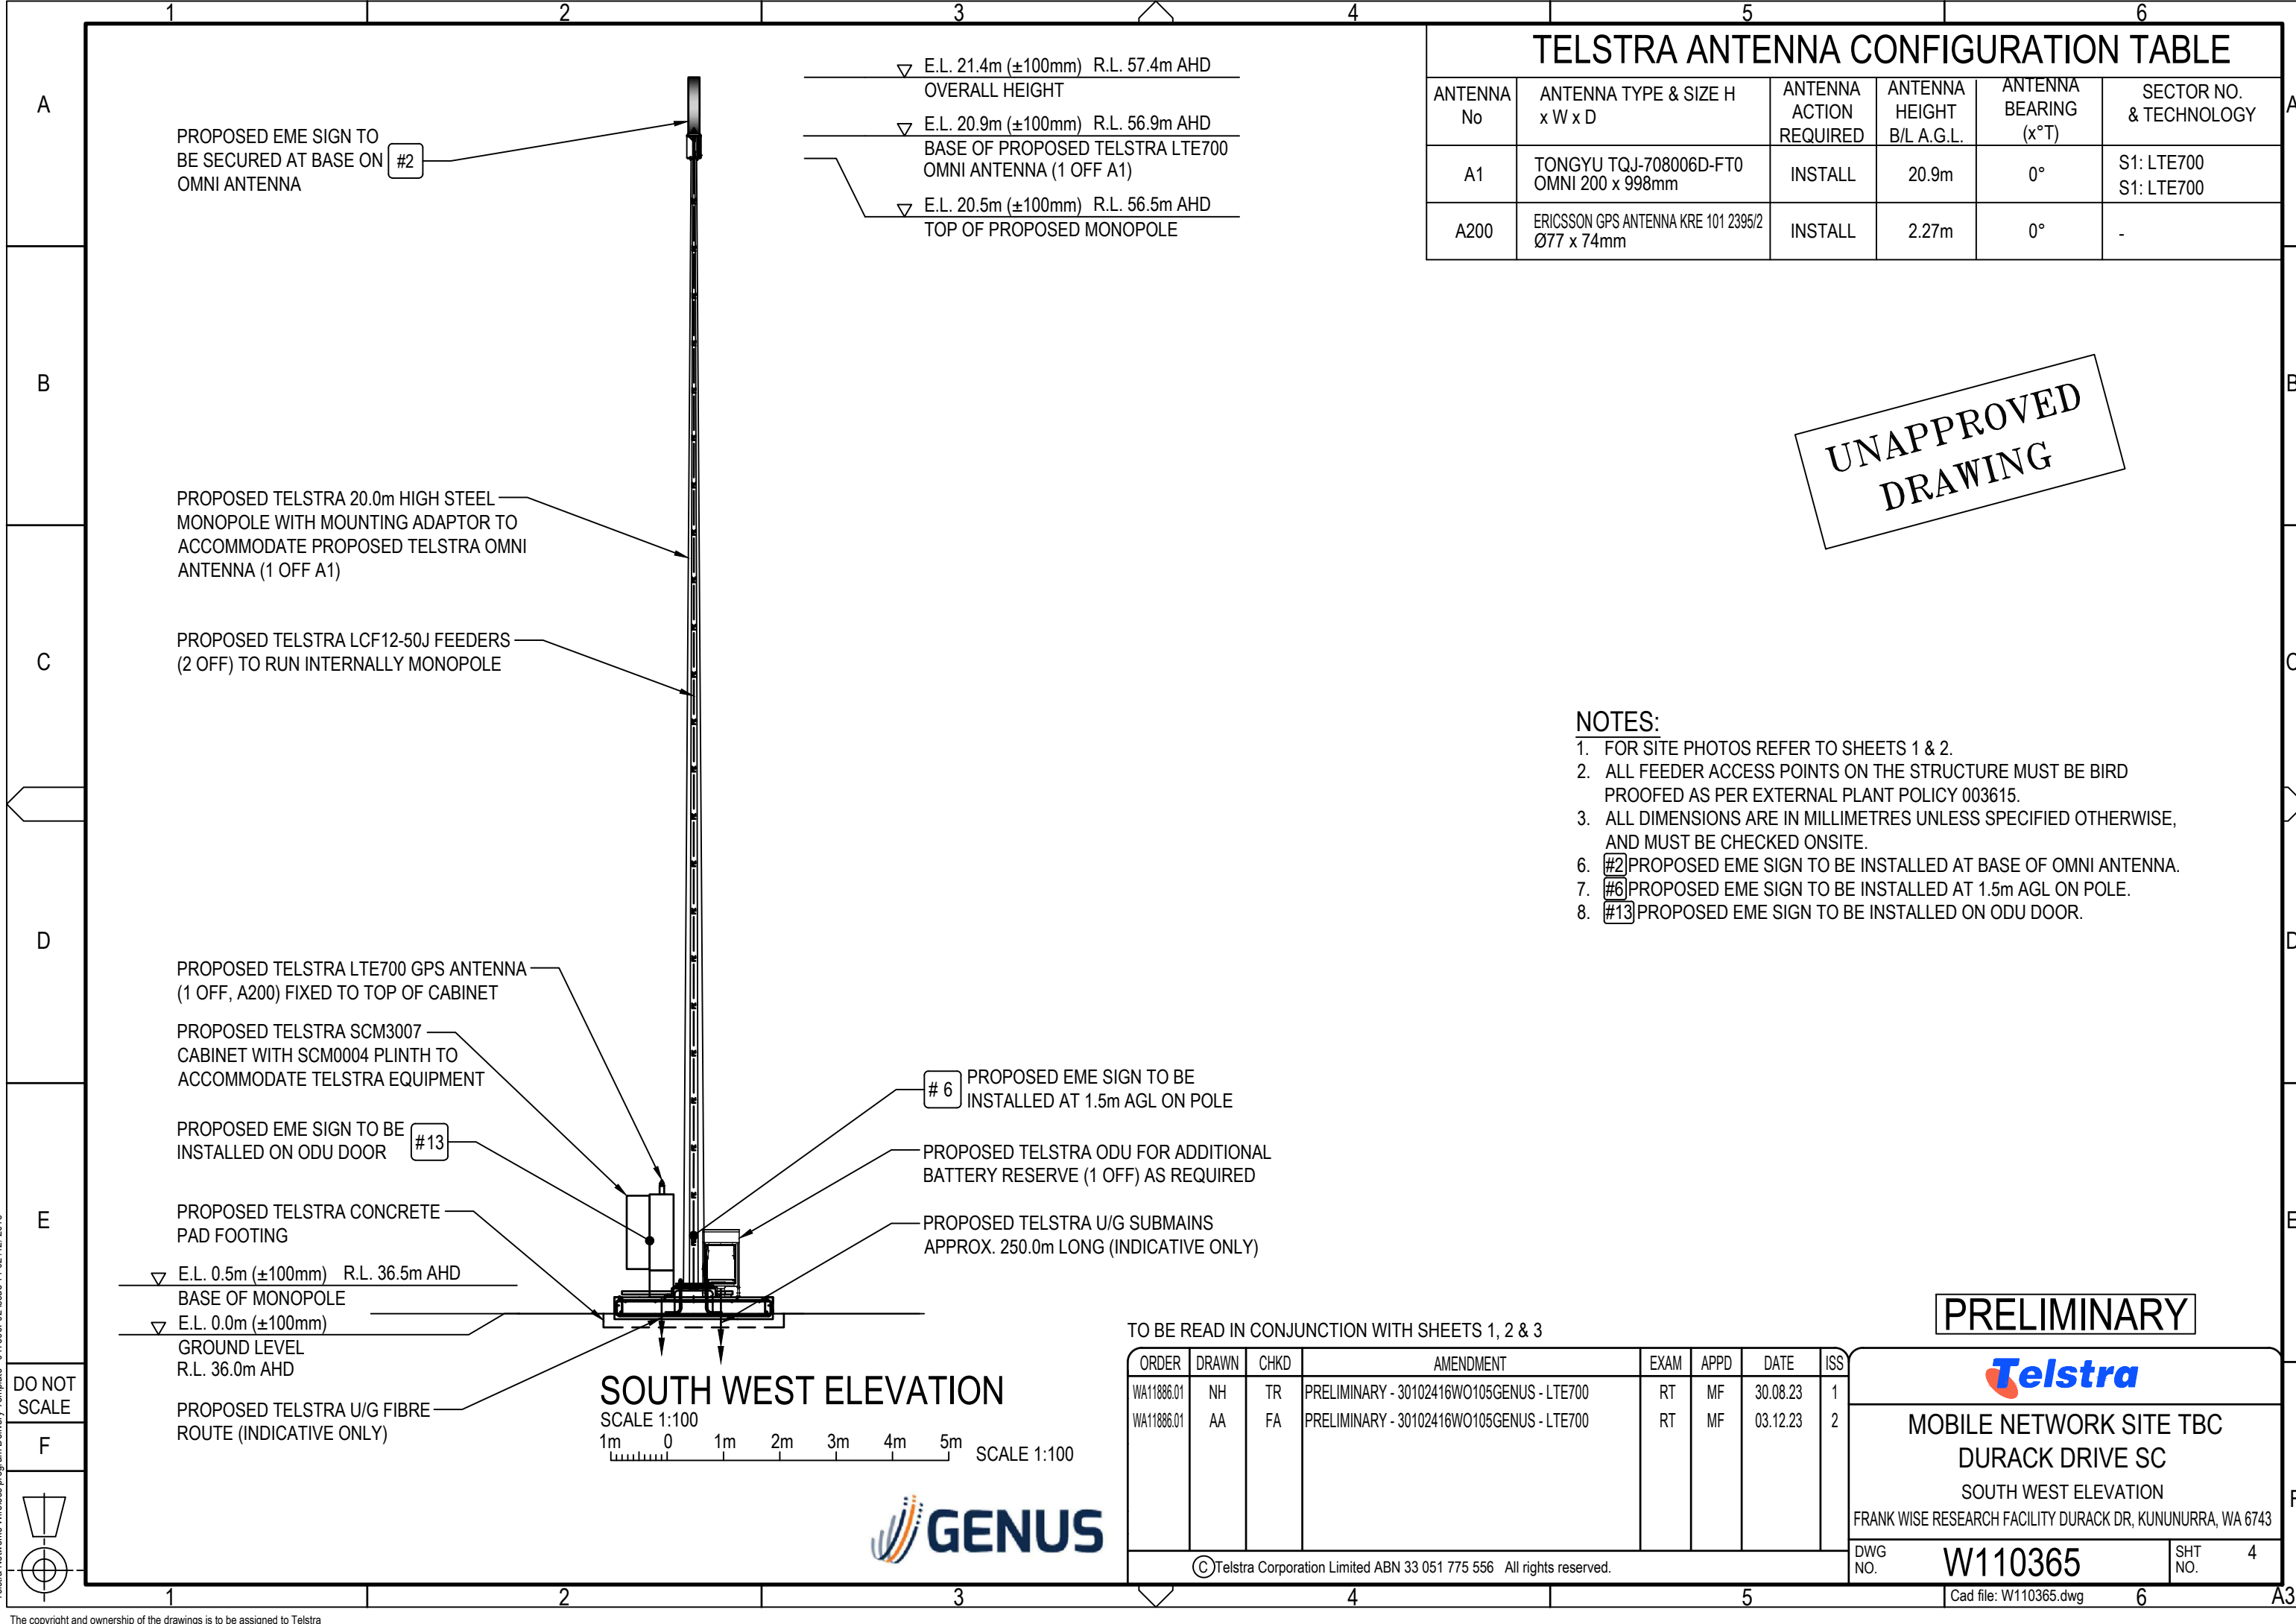 1 2 3 4 5 6
A
B
C
D
E
DO NOT
SCALE
F
A
B
C
D
E
F
PROPOSED EME SIGN TO
BE SECURED AT BASE ON #2
OMNI ANTENNA
PROPOSED TELSTRA 20.0m HIGH STEEL
MONOPOLE WITH MOUNTING ADAPTOR TO
ACCOMMODATE PROPOSED TELSTRA OMNI
ANTENNA (1 OFF A1)
PROPOSED TELSTRA LCF12-50J FEEDERS
(2 OFF) TO RUN INTERNALLY MONOPOLE
PROPOSED TELSTRA LTE700 GPS ANTENNA
(1 OFF, A200) FIXED TO TOP OF CABINET
PROPOSED TELSTRA SCM3007
CABINET WITH SCM0004 PLINTH TO
ACCOMMODATE TELSTRA EQUIPMENT
PROPOSED EME SIGN TO BE
INSTALLED ON ODU DOOR #13
PROPOSED TELSTRA CONCRETE
PAD FOOTING
E.L. 0.5m (±100mm) R.L. 36.5m AHD
BASE OF MONOPOLE
E.L. 0.0m (±100mm)
GROUND LEVEL
R.L. 36.0m AHD
PROPOSED TELSTRA U/G FIBRE
ROUTE (INDICATIVE ONLY)
E.L. 21.4m (±100mm) R.L. 57.4m AHD
OVERALL HEIGHT
E.L. 20.9m (±100mm) R.L. 56.9m AHD
BASE OF PROPOSED TELSTRA LTE700
OMNI ANTENNA (1 OFF A1)
E.L. 20.5m (±100mm) R.L. 56.5m AHD
TOP OF PROPOSED MONOPOLE
# 6 PROPOSED EME SIGN TO BE
INSTALLED AT 1.5m AGL ON POLE
PROPOSED TELSTRA ODU FOR ADDITIONAL
BATTERY RESERVE (1 OFF) AS REQUIRED
PROPOSED TELSTRA U/G SUBMAINS
APPROX. 250.0m LONG (INDICATIVE ONLY)
SOUTH WEST ELEVATION
SCALE 1:100
1m 0 1m 2m 3m 4m 5m SCALE 1:100
GENUS
TELSTRA ANTENNA CONFIGURATION TABLE
ANTENNA No ANTENNA TYPE & SIZE H x W x D ANTENNA ACTION REQUIRED ANTENNA HEIGHT B/L A.G.L. ANTENNA BEARING (x°T) SECTOR NO. & TECHNOLOGY
A1 TONGYU TQJ-708006D-FT0 OMNI 200 x 998mm INSTALL 20.9m 0° S1: LTE700 S1: LTE700
A200 ERICSSON GPS ANTENNA KRE 101 2395/2 Ø77 x 74mm INSTALL 2.27m 0° -
UNAPPROVED
DRAWING
NOTES:
1. FOR SITE PHOTOS REFER TO SHEETS 1 & 2.
2. ALL FEEDER ACCESS POINTS ON THE STRUCTURE MUST BE BIRD
PROOFED AS PER EXTERNAL PLANT POLICY 003615.
3. ALL DIMENSIONS ARE IN MILLIMETRES UNLESS SPECIFIED OTHERWISE,
AND MUST BE CHECKED ONSITE.
6. #2 PROPOSED EME SIGN TO BE INSTALLED AT BASE OF OMNI ANTENNA.
7. #6 PROPOSED EME SIGN TO BE INSTALLED AT 1.5m AGL ON POLE.
8. #13 PROPOSED EME SIGN TO BE INSTALLED ON ODU DOOR.
PRELIMINARY
TO BE READ IN CONJUNCTION WITH SHEETS 1, 2 & 3
ORDER DRAWN CHKD AMENDMENT EXAM APPD DATE ISS
WA11886.01 NH TR PRELIMINARY - 30102416WO105GENUS - LTE700 RT MF 30.08.23 1
WA11886.01 AA FA PRELIMINARY - 30102416WO105GENUS - LTE700 RT MF 03.12.23 2
© Telstra Corporation Limited ABN 33 051 775 556 All rights reserved.
Telstra
MOBILE NETWORK SITE TBC
DURACK DRIVE SC
SOUTH WEST ELEVATION
FRANK WISE RESEARCH FACILITY DURACK DR, KUNUNURRA, WA 6743
DWG NO. W110365 SHT NO. 4
Cad file: W110365.dwg
1 2 3 4 5 6 A3
The copyright and ownership of the drawings is to be assigned to Telstra